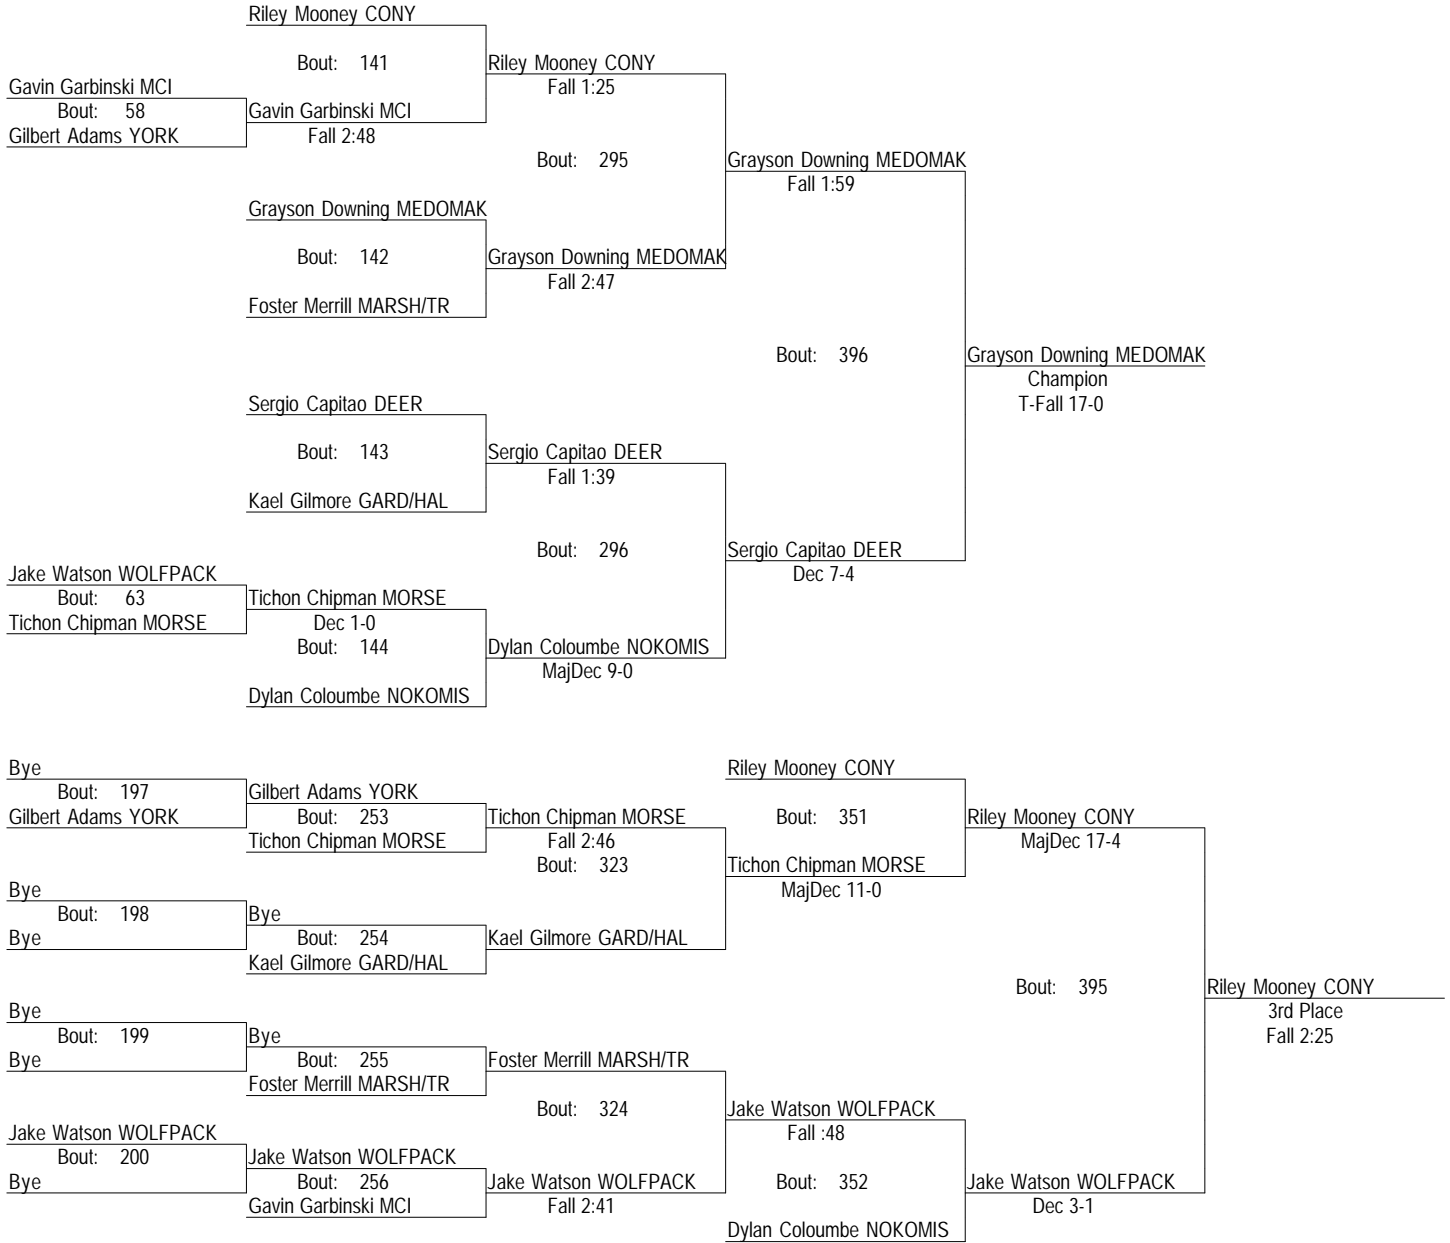 Riley Mooney CONY
Bout: 141
Riley Mooney CONY
Fall 1:25
Gavin Garbinski MCI
Bout: 58
Gavin Garbinski MCI
Gilbert Adams YORK
Fall 2:48
Bout: 295
Grayson Downing MEDOMAK
Fall 1:59
Grayson Downing MEDOMAK
Bout: 142
Grayson Downing MEDOMAK
Fall 2:47
Foster Merrill MARSH/TR
Bout: 396
Grayson Downing MEDOMAK
Champion
T-Fall 17-0
Sergio Capitao DEER
Bout: 143
Sergio Capitao DEER
Fall 1:39
Kael Gilmore GARD/HAL
Bout: 296
Sergio Capitao DEER
Dec 7-4
Jake Watson WOLFPACK
Bout: 63
Tichon Chipman MORSE
Tichon Chipman MORSE
Dec 1-0
Bout: 144
Dylan Coloumbe NOKOMIS
MajDec 9-0
Dylan Coloumbe NOKOMIS
Bye
Riley Mooney CONY
Bout: 197
Gilbert Adams YORK
Gilbert Adams YORK
Bout: 253
Tichon Chipman MORSE
Bout: 351
Riley Mooney CONY
Tichon Chipman MORSE
Fall 2:46
MajDec 17-4
Bout: 323
Tichon Chipman MORSE
Bye
MajDec 11-0
Bout: 198
Bye
Bye
Bout: 254
Kael Gilmore GARD/HAL
Kael Gilmore GARD/HAL
Bout: 395
Riley Mooney CONY
Bye
3rd Place
Bout: 199
Bye
Fall 2:25
Bye
Bout: 255
Foster Merrill MARSH/TR
Foster Merrill MARSH/TR
Bout: 324
Jake Watson WOLFPACK
Jake Watson WOLFPACK
Fall :48
Bout: 200
Jake Watson WOLFPACK
Bye
Bout: 256
Jake Watson WOLFPACK
Bout: 352
Jake Watson WOLFPACK
Gavin Garbinski MCI
Fall 2:41
Dec 3-1
Dylan Coloumbe NOKOMIS